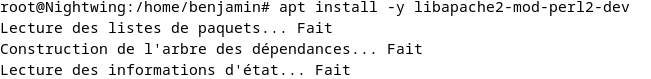 root@Nightwing:/home/benjamin# apt install -y libapache2-mod-perl2-dev
Lecture des listes de paquets... Fait
Construction de l'arbre des dépendances... Fait
Lecture des informations d'état... Fait